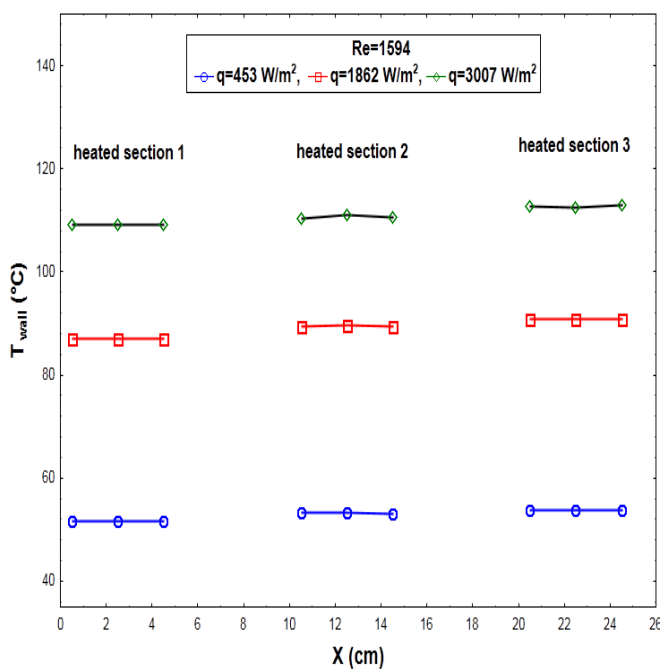 Re=1594
q=453 W/m², q=1862 W/m², q=3007 W/m²
heated section 1
heated section 2
heated section 3
140
120
100
80
60
40
T wall (°C)
0 2 4 6 8 10 12 14 16 18 20 22 24 26
X (cm)